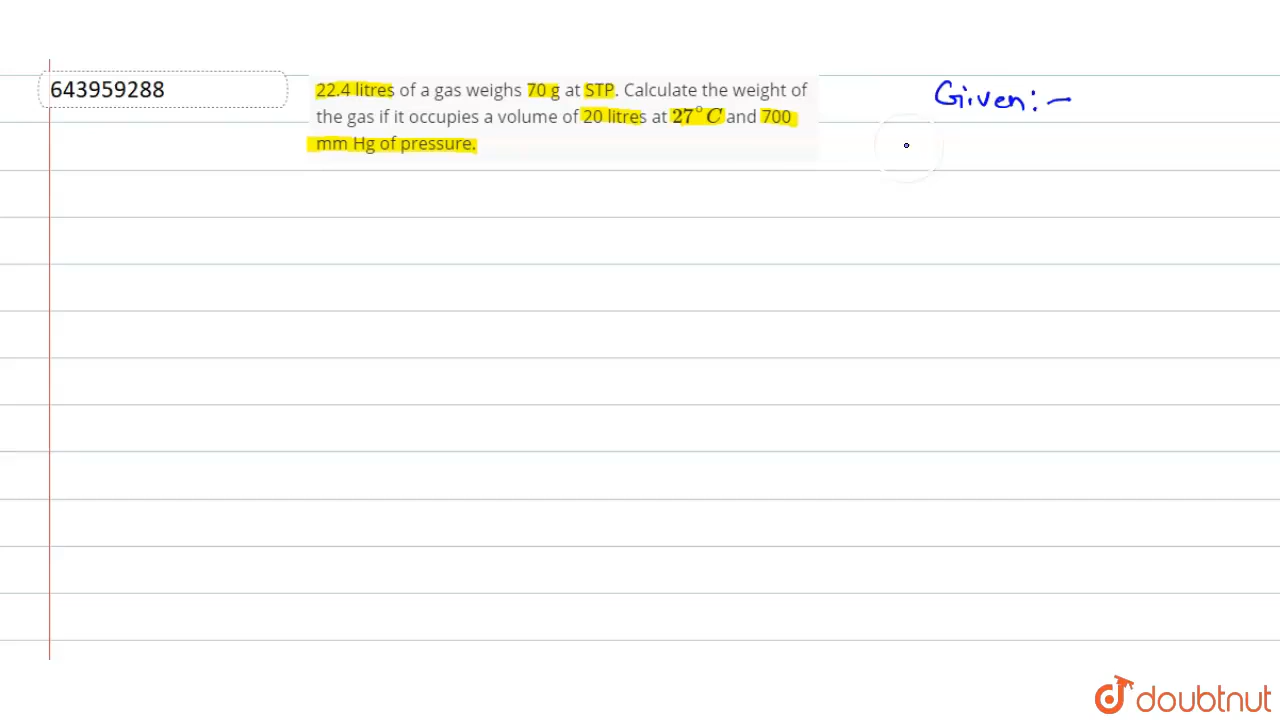 643959288
22.4 litres of a gas weighs 70 g at STP. Calculate the weight of
the gas if it occupies a volume of 20 litres at 27°C and 700
mm Hg of pressure.
Given:-
doubtnut